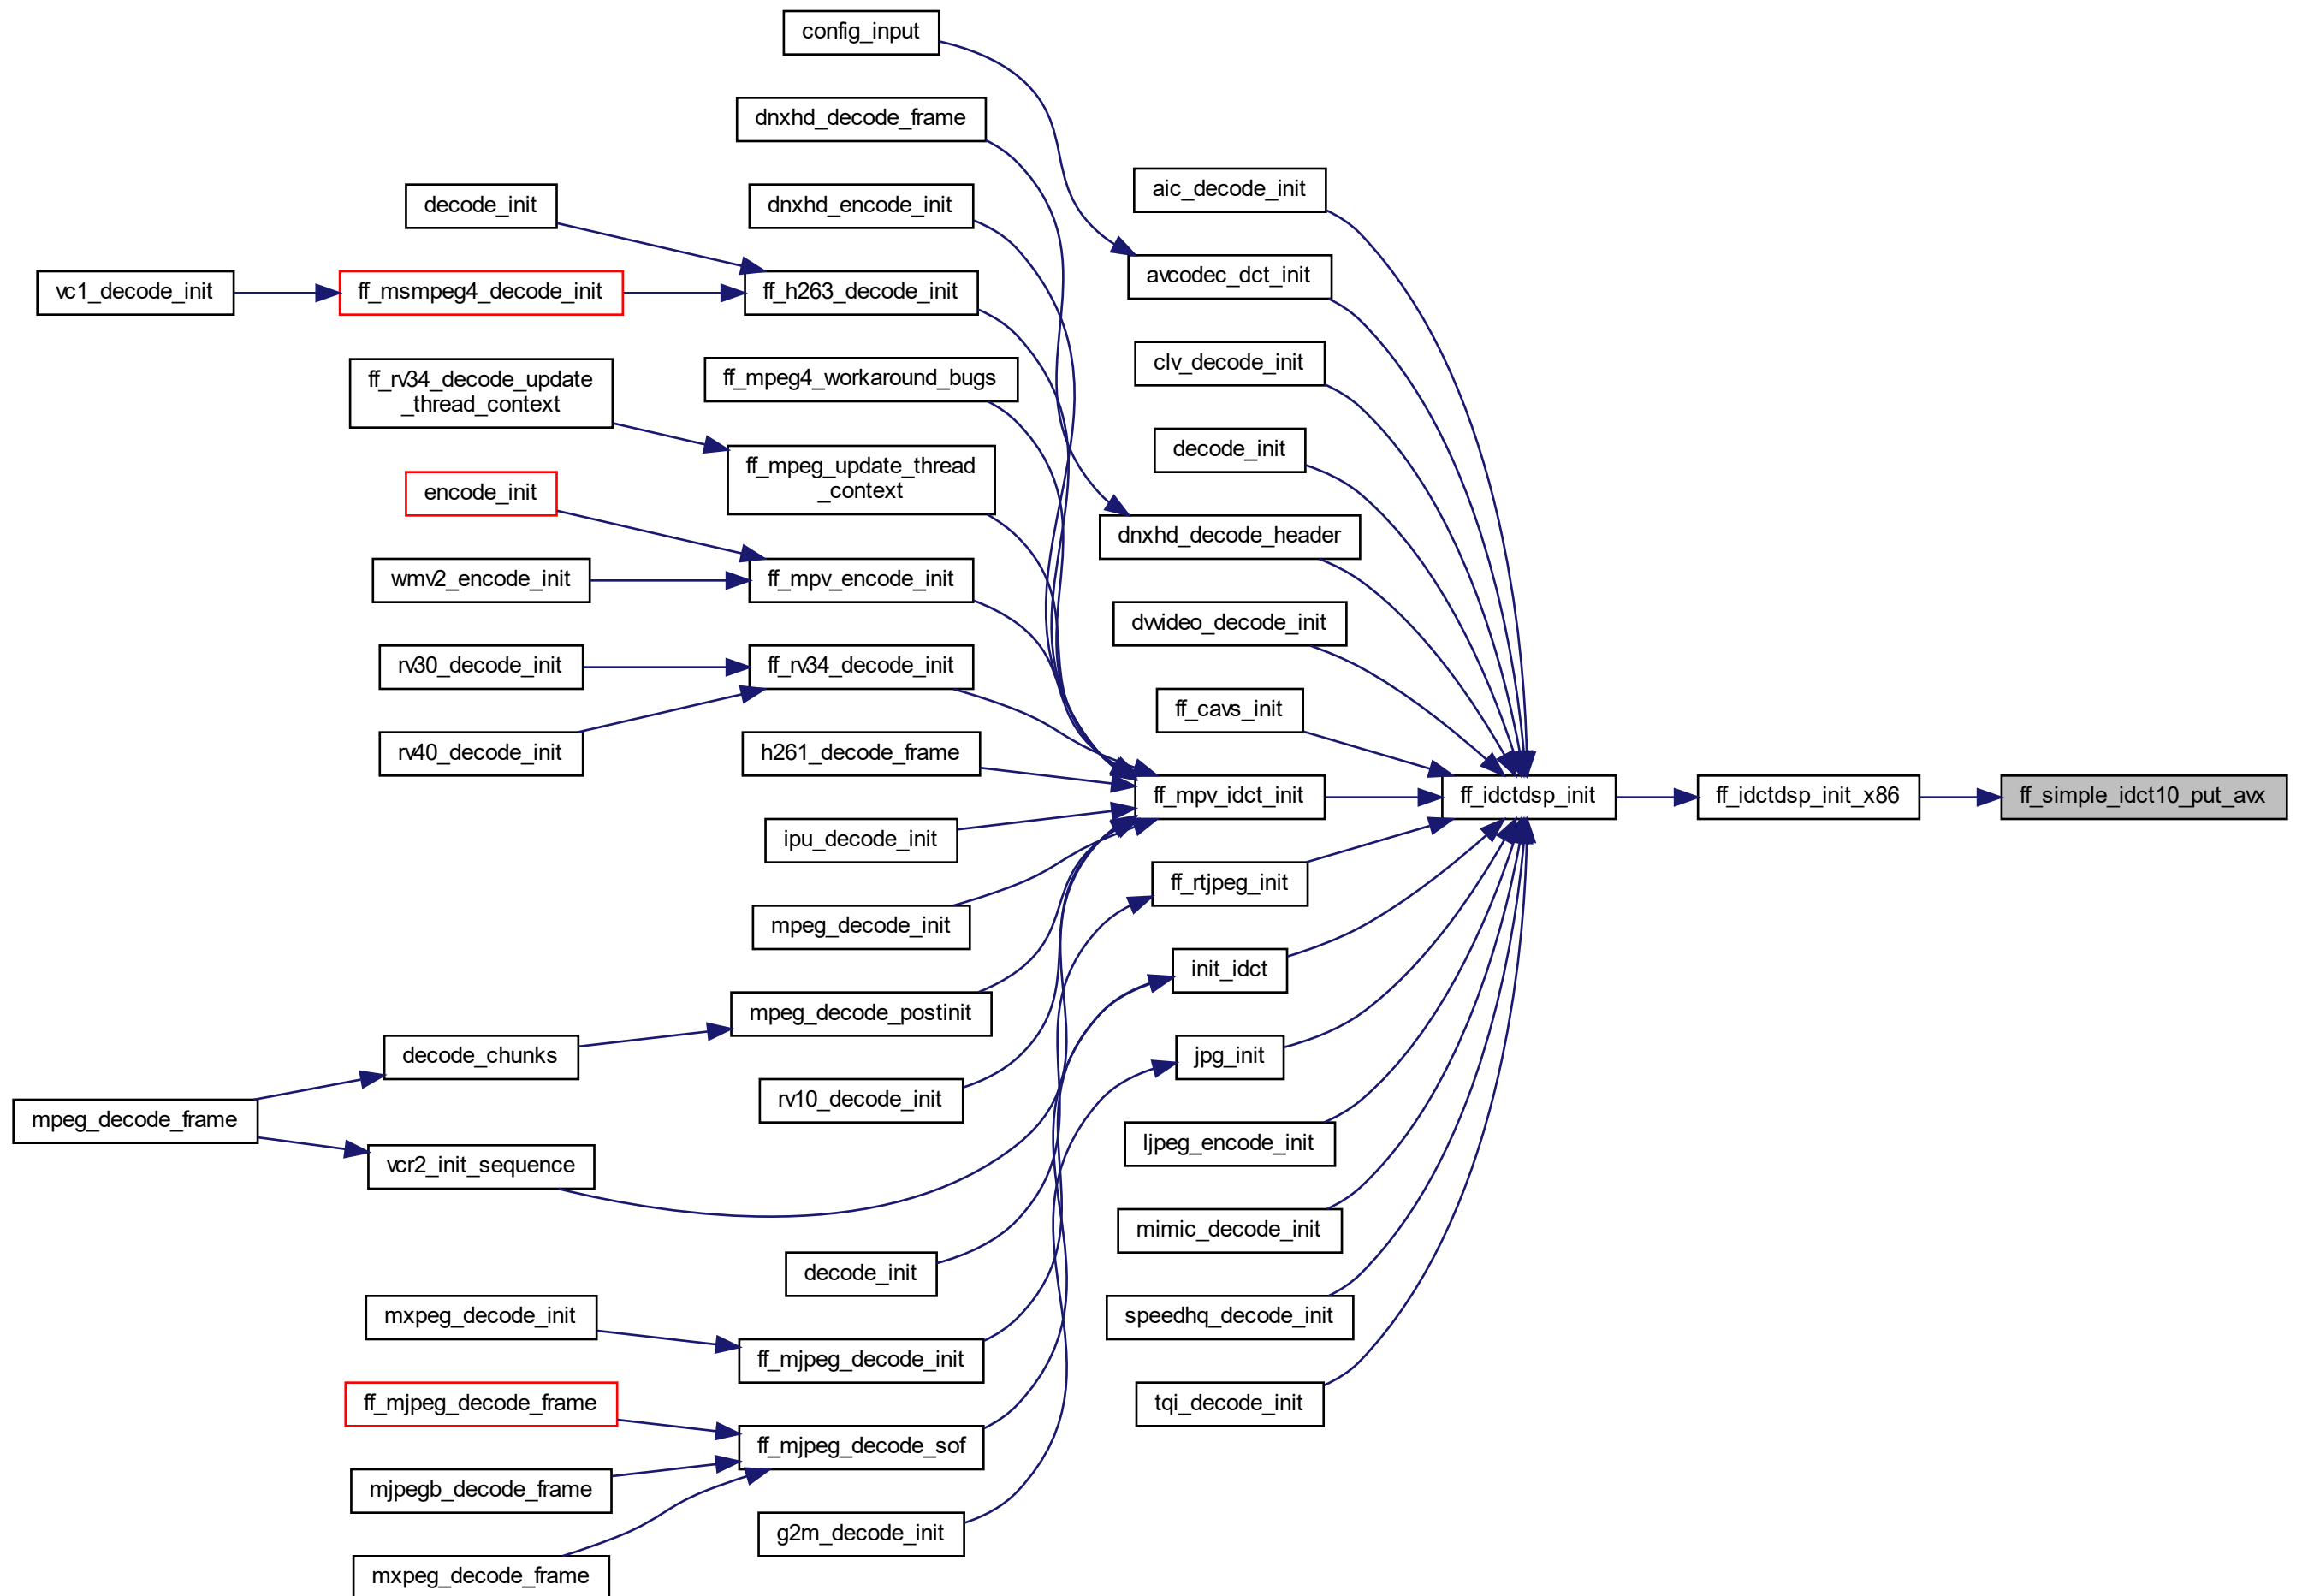 config_input
dnxhd_decode_frame
aic_decode_init
decode_init
dnxhd_encode_init
avcodec_dct_init
vc1_decode_init
ff_msmpeg4_decode_init
ff_h263_decode_init
clv_decode_init
ff_rv34_decode_update
_thread_context
ff_mpeg4_workaround_bugs
decode_init
ff_mpeg_update_thread
_context
encode_init
dnxhd_decode_header
wmv2_encode_init
ff_mpv_encode_init
dvvideo_decode_init
rv30_decode_init
ff_rv34_decode_init
ff_cavs_init
rv40_decode_init
h261_decode_frame
ff_mpv_idct_init
ff_idctdsp_init
ff_idctdsp_init_x86
ff_simple_idct10_put_avx
ipu_decode_init
ff_rtjpeg_init
mpeg_decode_init
init_idct
mpeg_decode_postinit
decode_chunks
jpg_init
rv10_decode_init
mpeg_decode_frame
ljpeg_encode_init
vcr2_init_sequence
mimic_decode_init
decode_init
mxpeg_decode_init
speedhq_decode_init
ff_mjpeg_decode_init
ff_mjpeg_decode_frame
tqi_decode_init
ff_mjpeg_decode_sof
mjpegb_decode_frame
g2m_decode_init
mxpeg_decode_frame